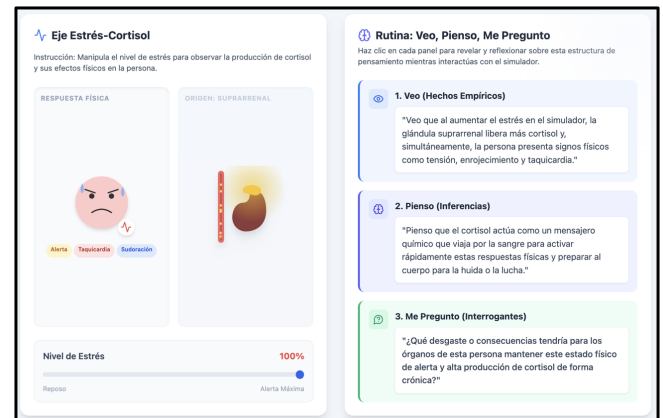 Eje Estrés-Cortisol
Instrucción: Manipula el nivel de estrés para observar la producción de cortisol
y sus efectos físicos en la persona.
RESPUESTA FÍSICA
Alerta Taquicardia Sudoración
ORIGEN: SUPRARRENAL
Nivel de Estrés 100%
Reposo Alerta Máxima
Rutina: Veo, Pienso, Me Pregunto
Haz clic en cada panel para revelar y reflexionar sobre esta estructura de
pensamiento mientras interactúas con el simulador.
1. Veo (Hechos Empíricos)
"Veo que al aumentar el estrés en el simulador, la
glándula suprarrenal libera más cortisol y,
simultáneamente, la persona presenta signos físicos
como tensión, enrojecimiento y taquicardia."
2. Pienso (Inferencias)
"Pienso que el cortisol actúa como un mensajero
químico que viaja por la sangre para activar
rápidamente estas respuestas físicas y preparar al
cuerpo para la huida o la lucha."
3. Me Pregunto (Interrogantes)
"¿Qué desgaste o consecuencias tendría para los
órganos de esta persona mantener este estado físico
de alerta y alta producción de cortisol de forma
crónica?"